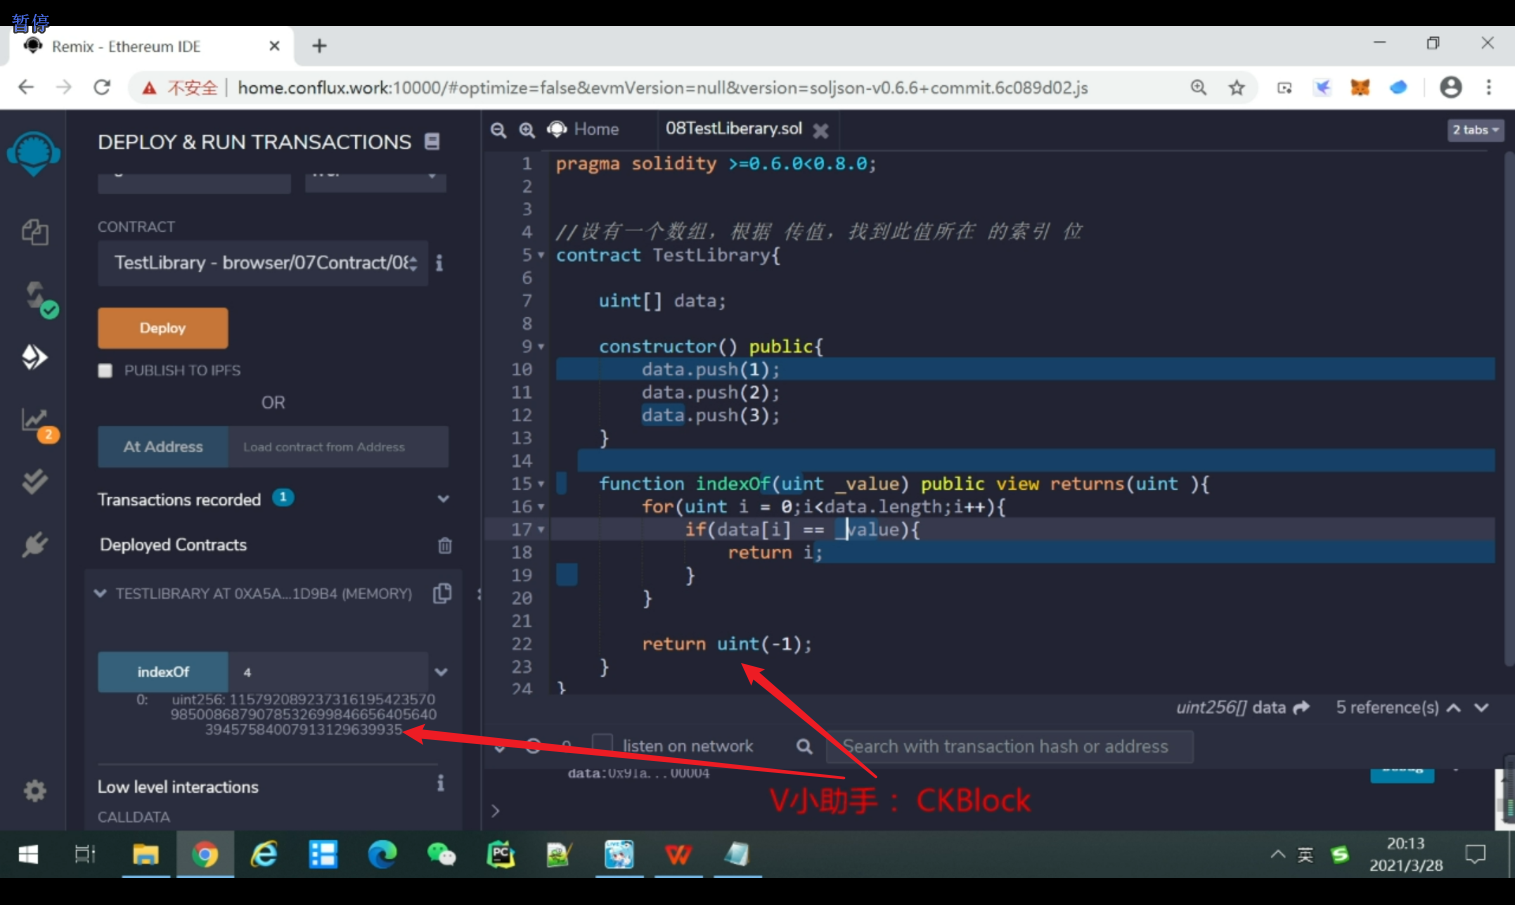 暂停
Remix - Ethereum IDE
不安全 | home.conflux.work:10000/#optimize=false&evmVersion=null&version=soljson-v0.6.6+commit.6c089d02.js
DEPLOY & RUN TRANSACTIONS
CONTRACT
TestLibrary - browser/07Contract/08
Deploy
PUBLISH TO IPFS
OR
At Address
Load contract from Address
Transactions recorded 1
Deployed Contracts
2
TESTLIBRARY AT 0XA5A...1D9B4 (MEMORY)
indexOf
4
0: uint256: 115792089237316195423570
9850086879078532699846656405640
39457584007913129639935
Low level interactions
CALLDATA
Home
08TestLiberary.sol
2 tabs
1 pragma solidity >=0.6.0<0.8.0;
2
3
4 //设有一个数组，根据 传值，找到此值所在 的索引 位
5 contract TestLibrary{
6
7 uint[] data;
8
9 constructor() public{
10 data.push(1);
11 data.push(2);
12 data.push(3);
13 }
14
15 function indexOf(uint _value) public view returns(uint ){
16 for(uint i = 0;i<data.length;i++){
17 if(data[i] == _value){
18 return i;
19 }
20 }
21
22 return uint(-1);
23 }
24 }
uint256[] data
5 reference(s)
0
listen on network
Search with transaction hash or address
data:0x91a...00004
Debug
>
V小助手： CKBlock
英
20:13
2021/3/28